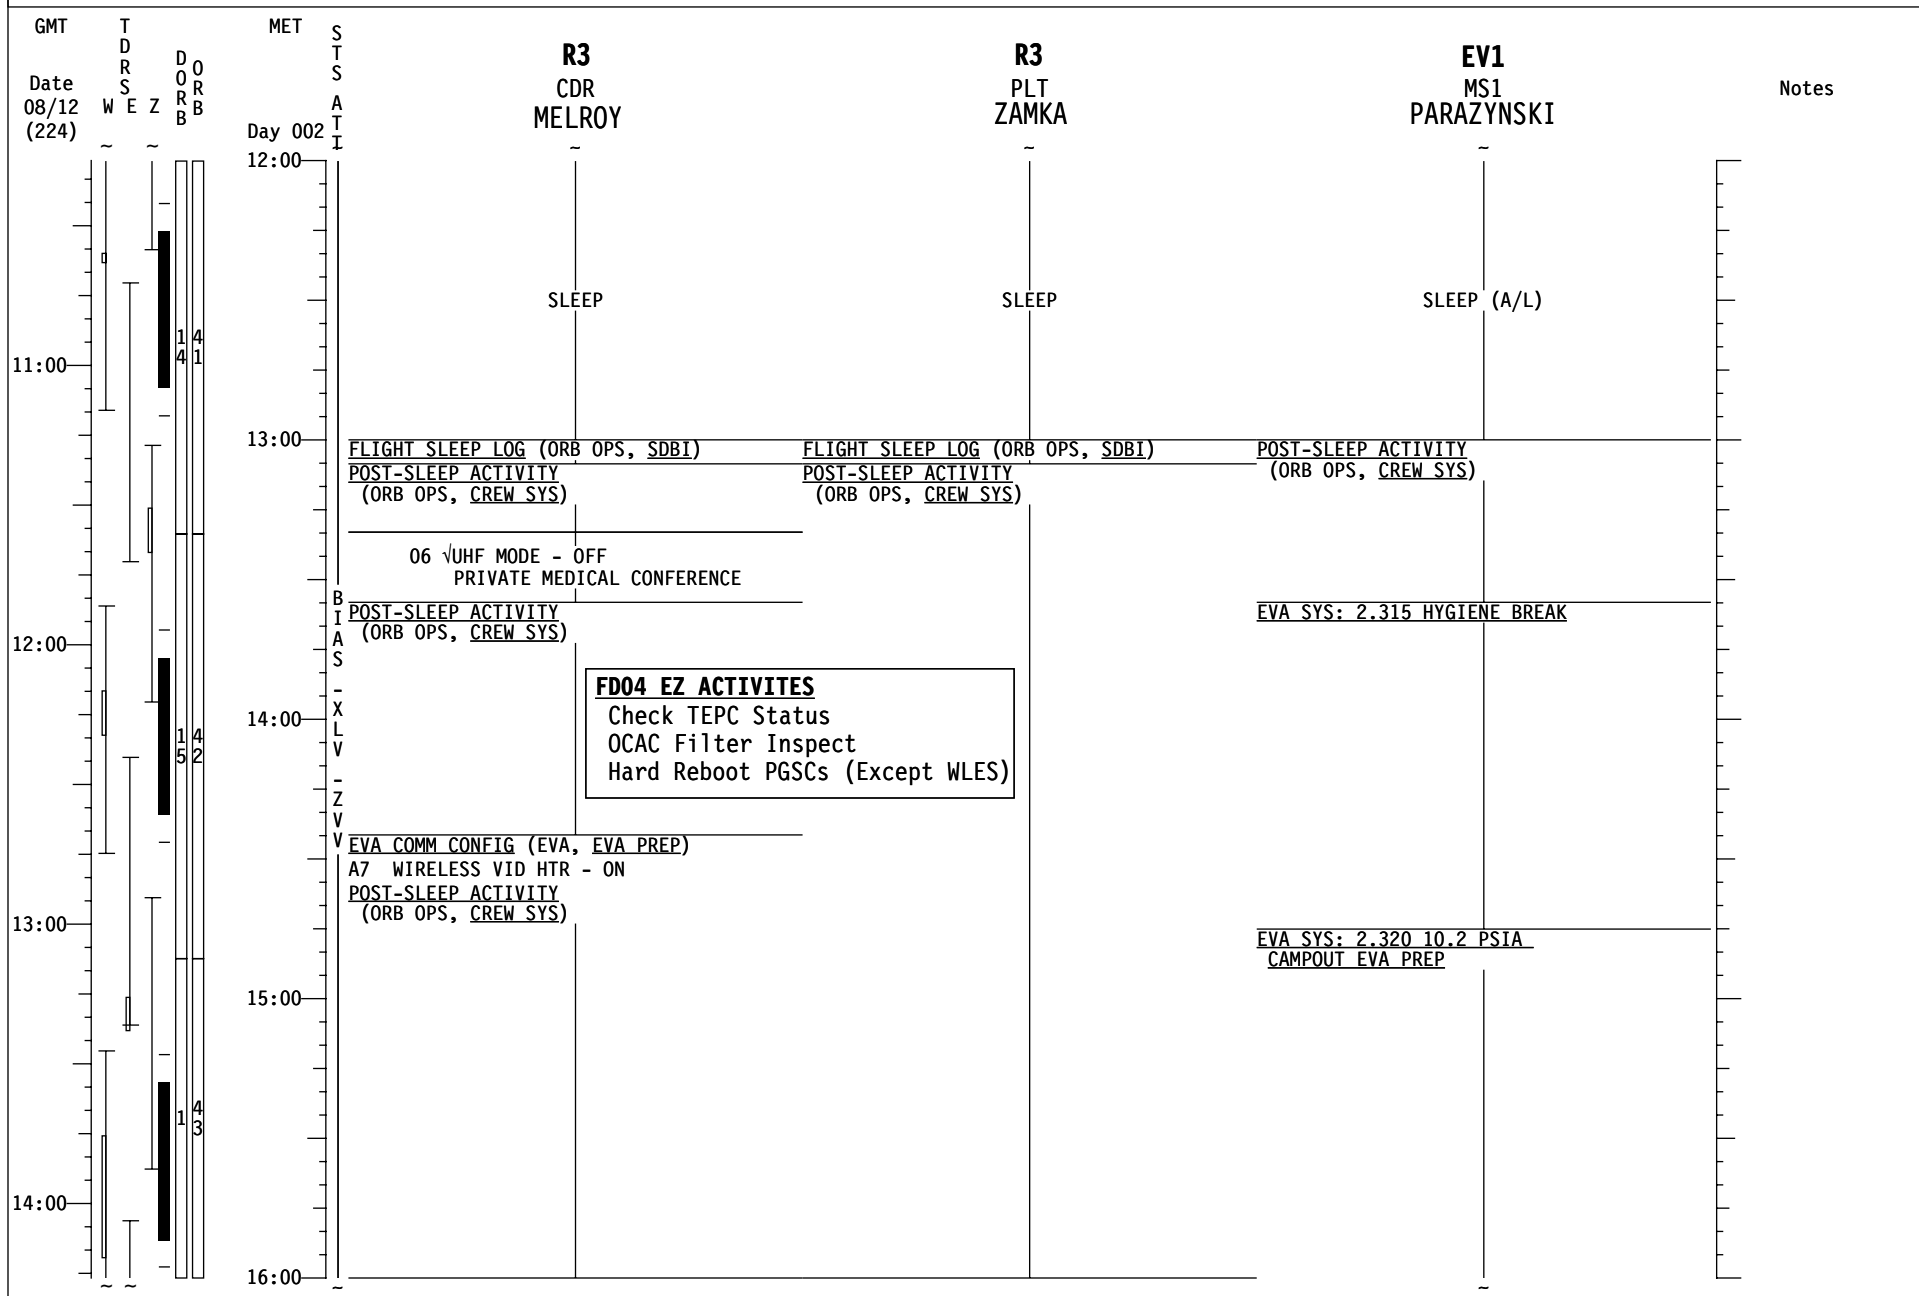 GMT
TDRS
MET
STS ATT
R3
R3
EV1
DORB
ORB
Date
CDR
PLT
MS1
Notes
08/12
W E Z
MELROY
ZAMKA
PARAZYNSKI
(224)
Day 002
~ ~ ~ ~ ~
12:00
SLEEP
SLEEP
SLEEP (A/L)
14
41
11:00
13:00
FLIGHT SLEEP LOG (ORB OPS, SDBI)
FLIGHT SLEEP LOG (ORB OPS, SDBI)
POST-SLEEP ACTIVITY
(ORB OPS, CREW SYS)
POST-SLEEP ACTIVITY
(ORB OPS, CREW SYS)
POST-SLEEP ACTIVITY
(ORB OPS, CREW SYS)
06 √UHF MODE - OFF
PRIVATE MEDICAL CONFERENCE
BIAS -XLV -ZVV
POST-SLEEP ACTIVITY
(ORB OPS, CREW SYS)
EVA SYS: 2.315 HYGIENE BREAK
12:00
FD04 EZ ACTIVITES
Check TEPC Status
OCAC Filter Inspect
Hard Reboot PGSCs (Except WLES)
14:00
15
42
EVA COMM CONFIG (EVA, EVA PREP)
A7 WIRELESS VID HTR - ON
POST-SLEEP ACTIVITY
(ORB OPS, CREW SYS)
13:00
EVA SYS: 2.320 10.2 PSIA
CAMPOUT EVA PREP
15:00
1
43
14:00
16:00
~ ~ ~ ~